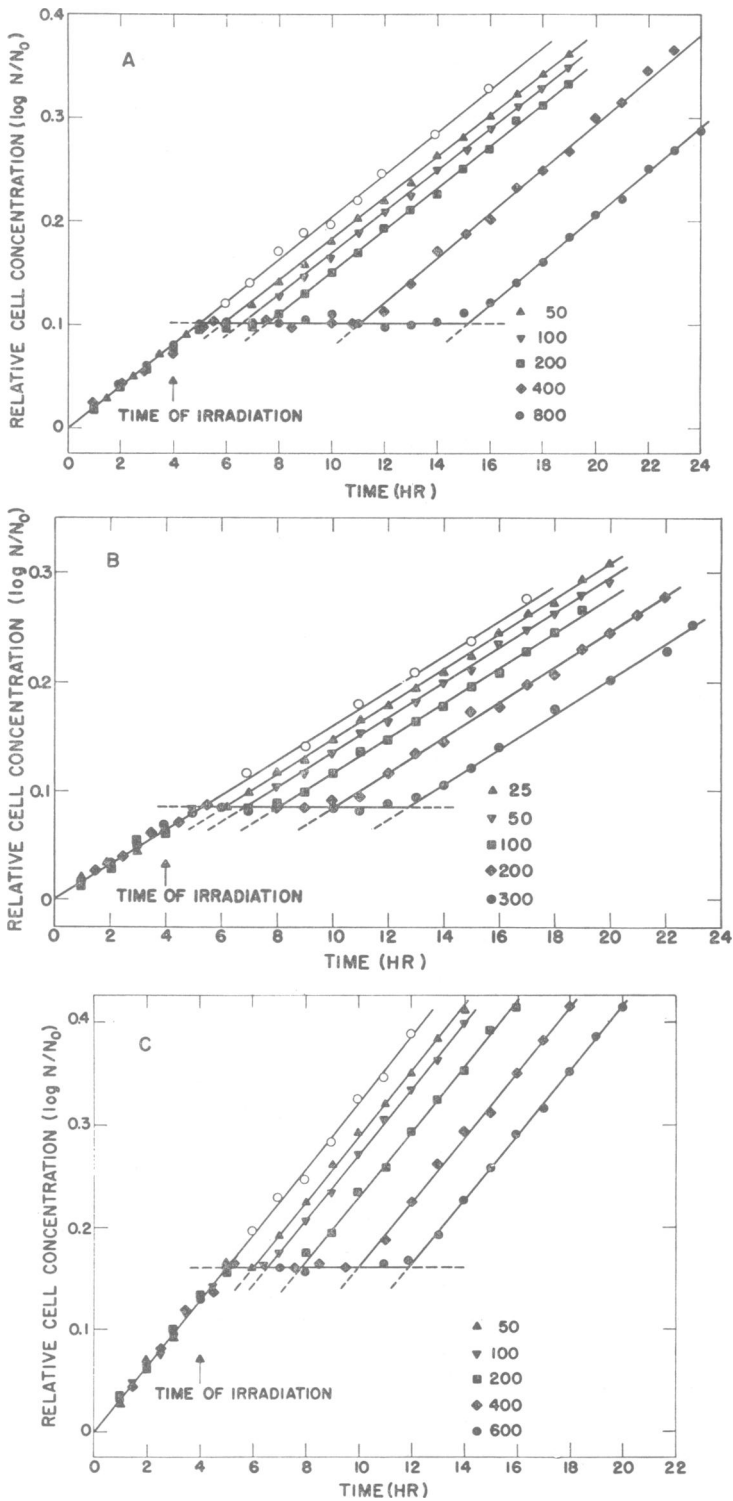 A
RELATIVE CELL CONCENTRATION (log N/N0)
0.4
0.3
0.2
0.1
0
50
100
200
400
800
TIME OF IRRADIATION
0 2 4 6 8 10 12 14 16 18 20 22 24
TIME (HR)
B
RELATIVE CELL CONCENTRATION (log N/N0)
0.3
0.2
0.1
0
25
50
100
200
300
TIME OF IRRADIATION
0 2 4 6 8 10 12 14 16 18 20 22 24
TIME (HR)
C
RELATIVE CELL CONCENTRATION (log N/N0)
0.4
0.3
0.2
0.1
0
50
100
200
400
600
TIME OF IRRADIATION
0 2 4 6 8 10 12 14 16 18 20 22
TIME (HR)